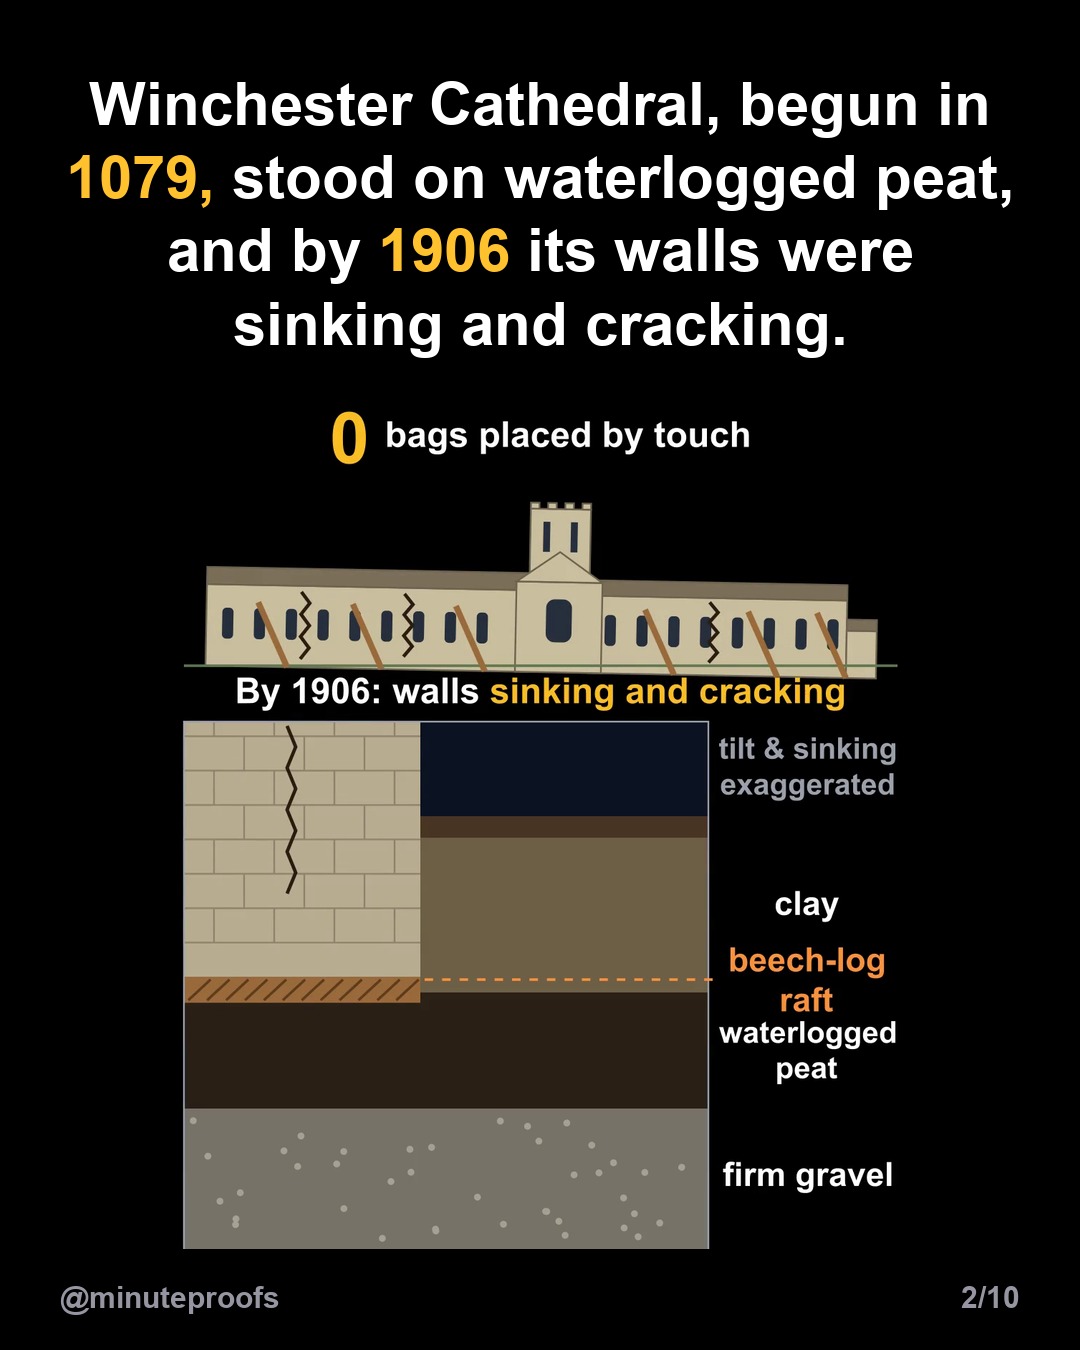 Winchester Cathedral, begun in
1079, stood on waterlogged peat,
and by 1906 its walls were
sinking and cracking.
0 bags placed by touch
By 1906: walls sinking and cracking
tilt & sinking
exaggerated
clay
beech-log
raft
waterlogged
peat
firm gravel
@minuteproofs
2/10